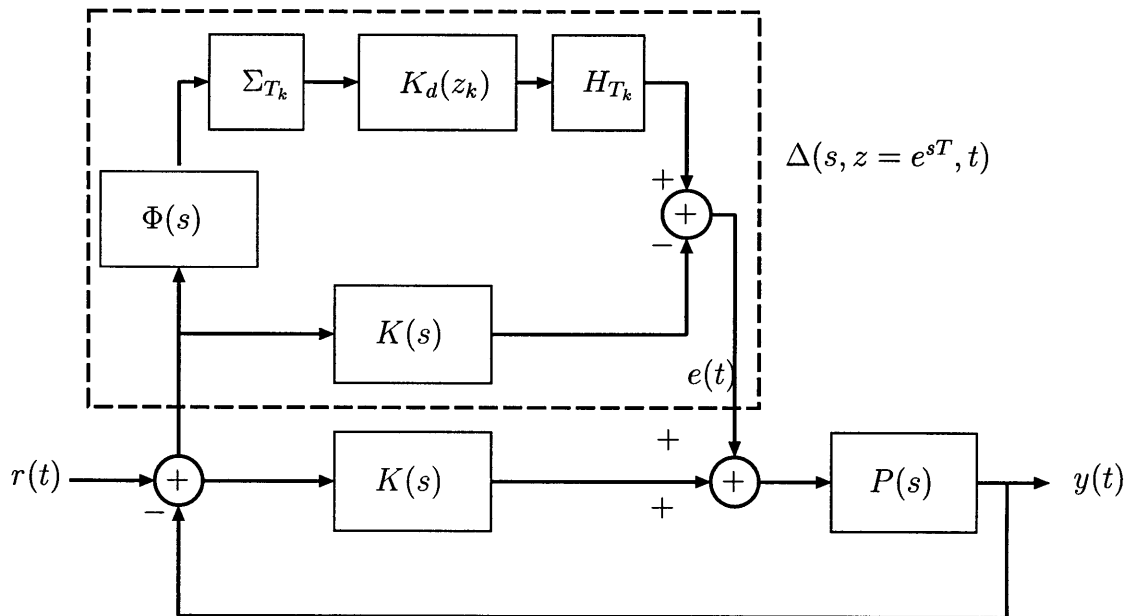 Σ_{T_k} K_d(z_k) H_{T_k}
Δ(s, z = e^{sT}, t)
+
Φ(s)
+
−
K(s)
e(t)
+
r(t) + K(s) + P(s) y(t)
− +